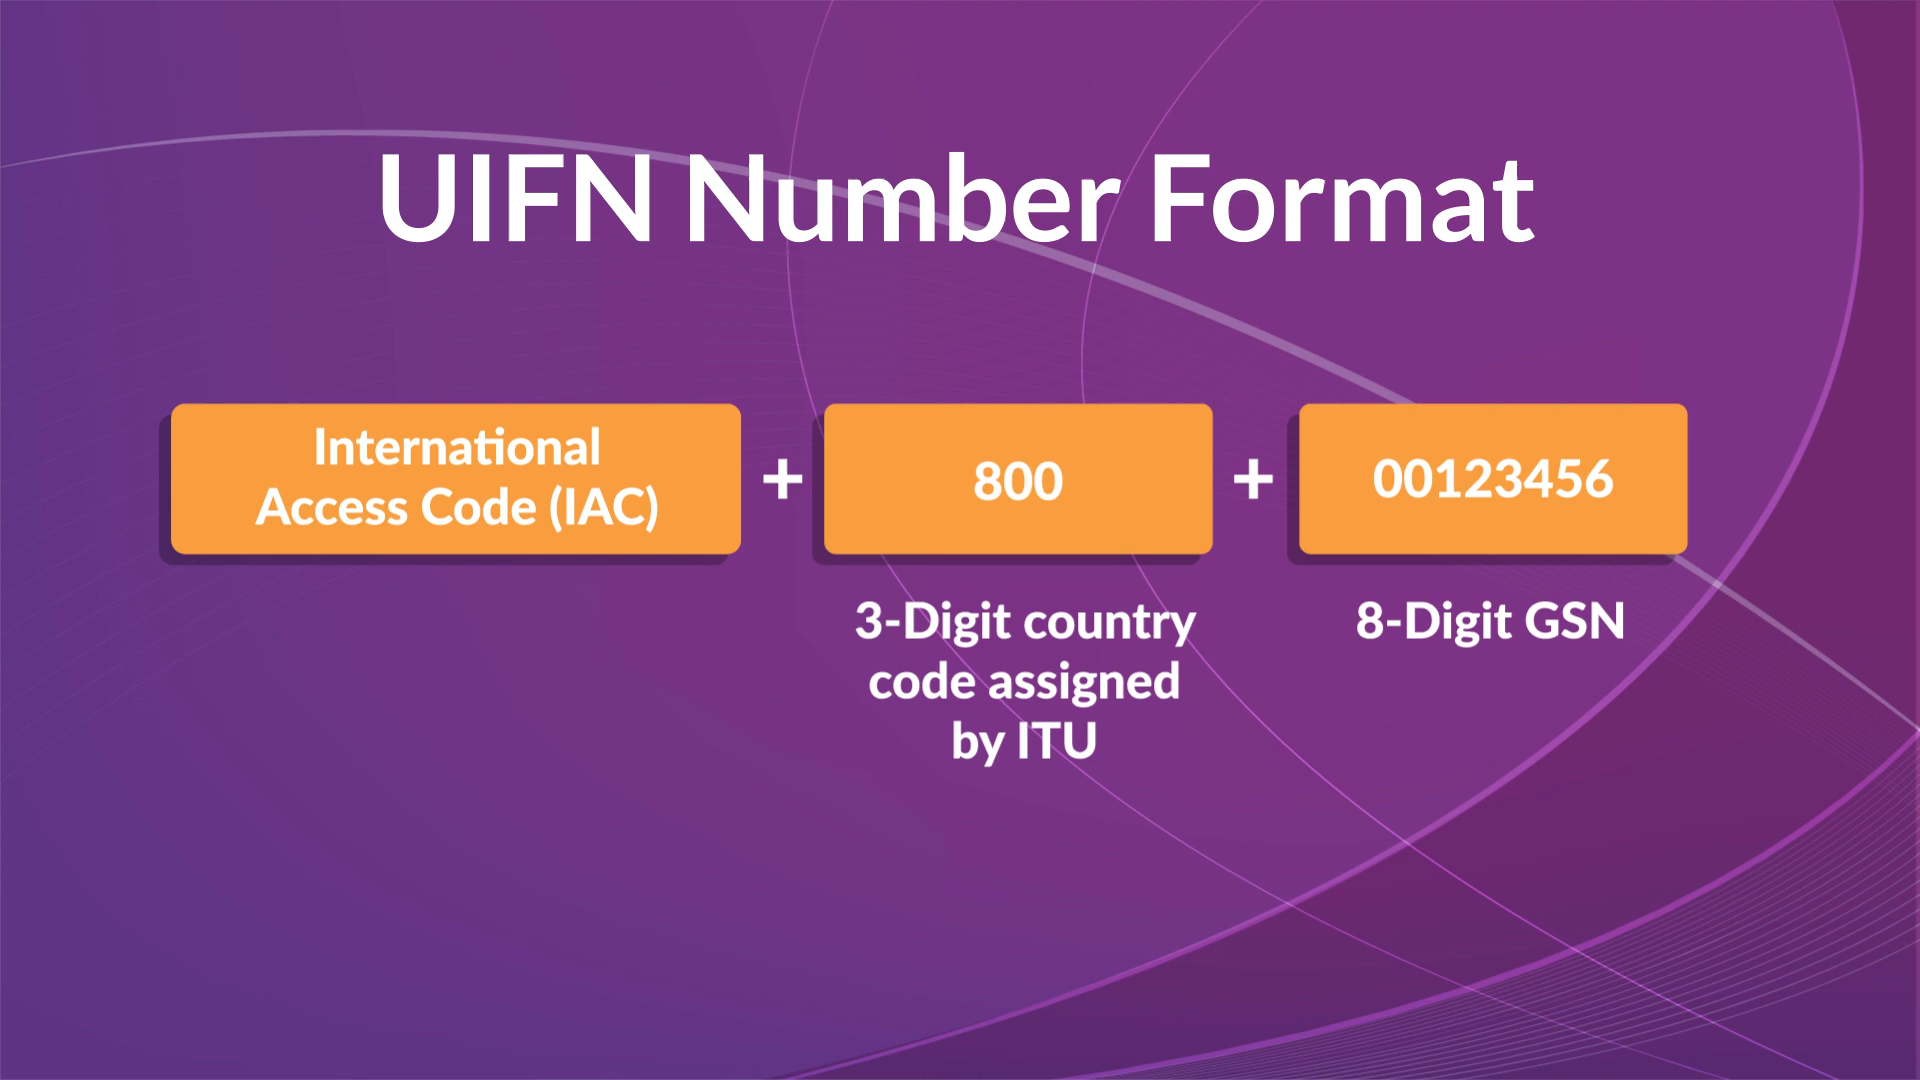 UIFN Number Format
International
Access Code (IAC)
+
800
+
00123456
3-Digit country
code assigned
by ITU
8-Digit GSN